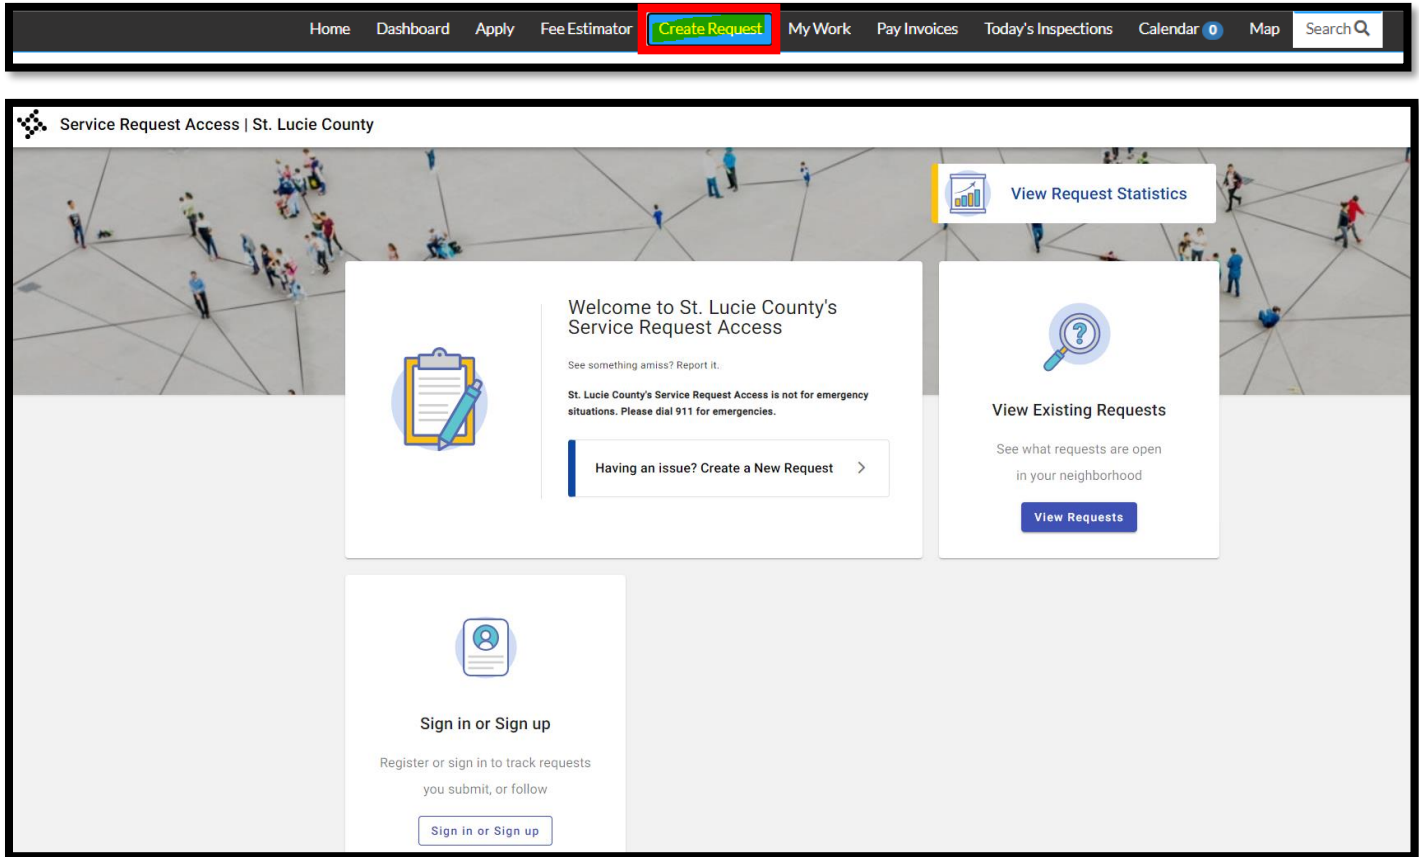 Home Dashboard Apply Fee Estimator Create Request My Work Pay Invoices Today's Inspections Calendar 0 Map Search
Service Request Access | St. Lucie County
View Request Statistics
Welcome to St. Lucie County's
Service Request Access
See something amiss? Report it.
St. Lucie County's Service Request Access is not for emergency
situations. Please dial 911 for emergencies.
Having an issue? Create a New Request
View Existing Requests
See what requests are open
in your neighborhood
View Requests
Sign in or Sign up
Register or sign in to track requests
you submit, or follow
Sign in or Sign up